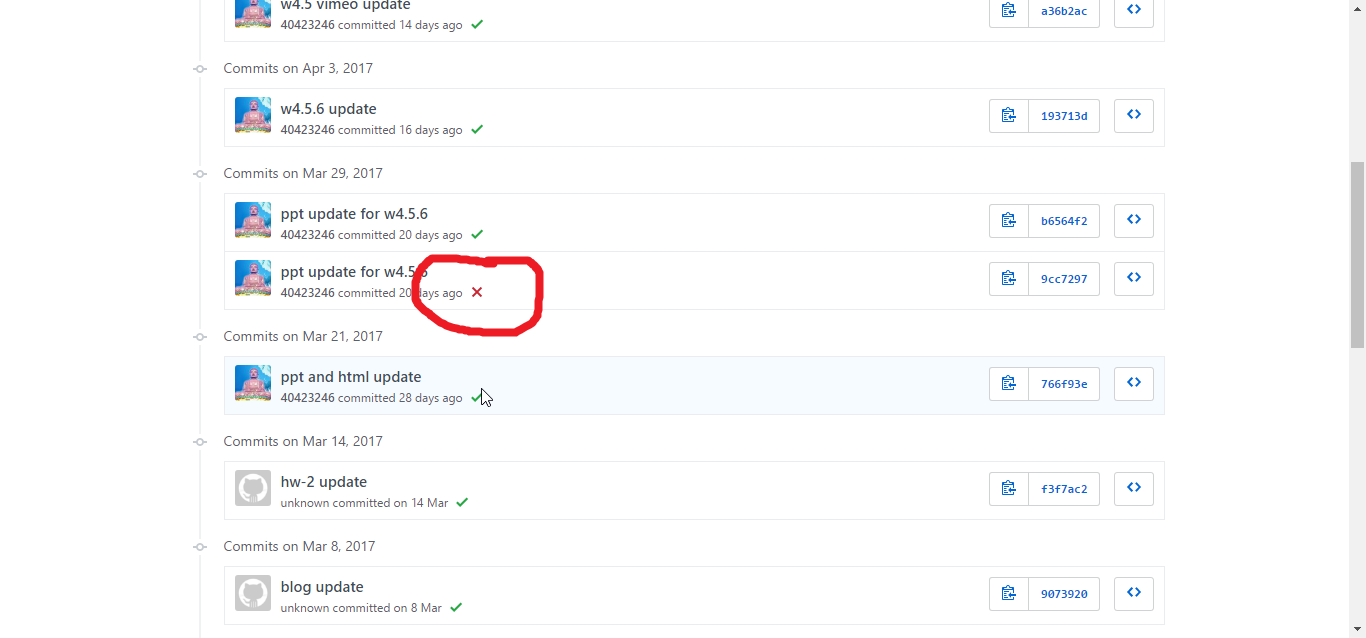 w4.5 vimeo update
40423246 committed 14 days ago
a36b2ac
Commits on Apr 3, 2017
w4.5.6 update
40423246 committed 16 days ago
193713d
Commits on Mar 29, 2017
ppt update for w4.5.6
40423246 committed 20 days ago
b6564f2
ppt update for w4.5.6
40423246 committed 20 days ago
9cc7297
Commits on Mar 21, 2017
ppt and html update
40423246 committed 28 days ago
766f93e
Commits on Mar 14, 2017
hw-2 update
unknown committed on 14 Mar
f3f7ac2
Commits on Mar 8, 2017
blog update
unknown committed on 8 Mar
9073920